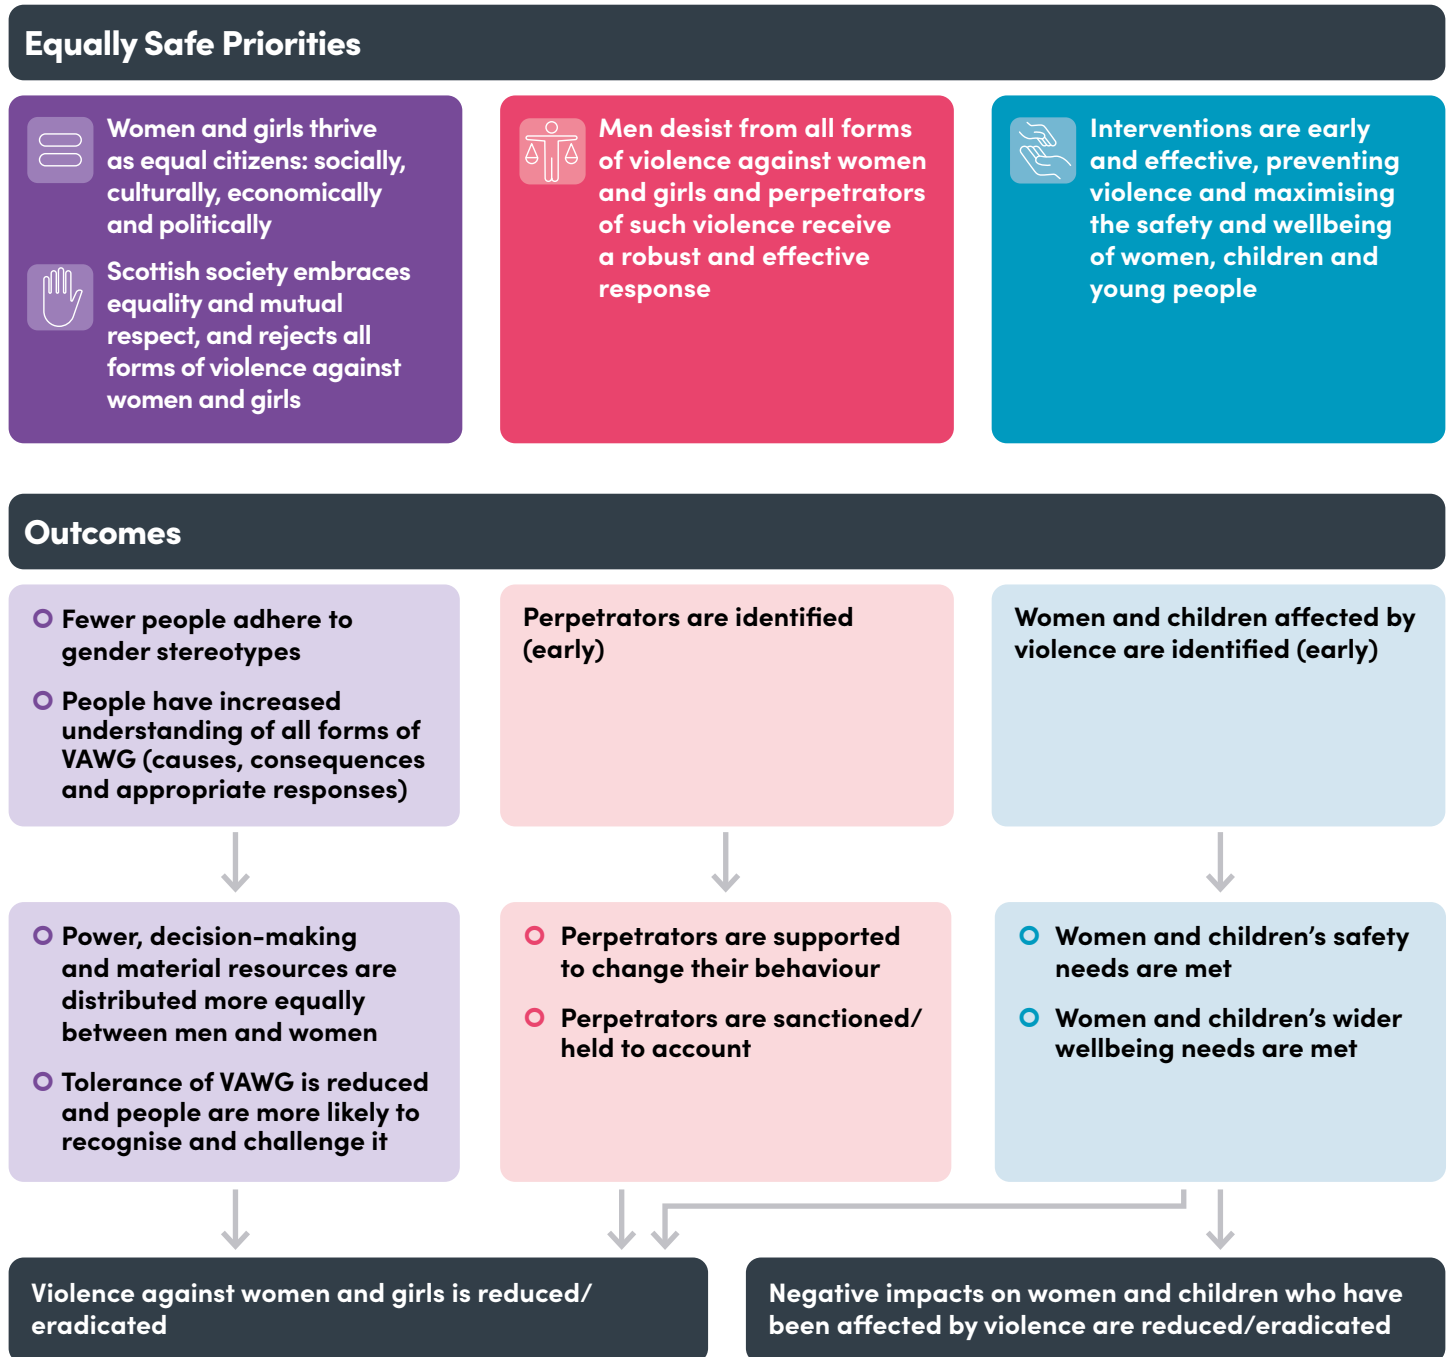 Equally Safe Priorities
Women and girls thrive
as equal citizens: socially,
culturally, economically
and politically
Scottish society embraces
equality and mutual
respect, and rejects all
forms of violence against
women and girls
Men desist from all forms
of violence against women
and girls and perpetrators
of such violence receive
a robust and effective
response
Interventions are early
and effective, preventing
violence and maximising
the safety and wellbeing
of women, children and
young people
Outcomes
Fewer people adhere to
gender stereotypes
People have increased
understanding of all forms of
VAWG (causes, consequences
and appropriate responses)
Perpetrators are identified
(early)
Women and children affected by
violence are identified (early)
Power, decision-making
and material resources are
distributed more equally
between men and women
Tolerance of VAWG is reduced
and people are more likely to
recognise and challenge it
Perpetrators are supported
to change their behaviour
Perpetrators are sanctioned/
held to account
Women and children’s safety
needs are met
Women and children’s wider
wellbeing needs are met
Violence against women and girls is reduced/
eradicated
Negative impacts on women and children who have
been affected by violence are reduced/eradicated